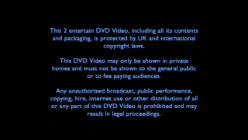 This 2 entertain DVD Video, including all its contents
and packaging, is protected by UK and international
copyright laws.
This DVD Video may only be shown in private
homes and must not be shown to the general public
or to fee paying audiences.
Any unauthorised broadcast, public performance,
copying, hire, internet use or other distribution of all
or any part of this DVD Video is prohibited and may
result in legal proceedings.